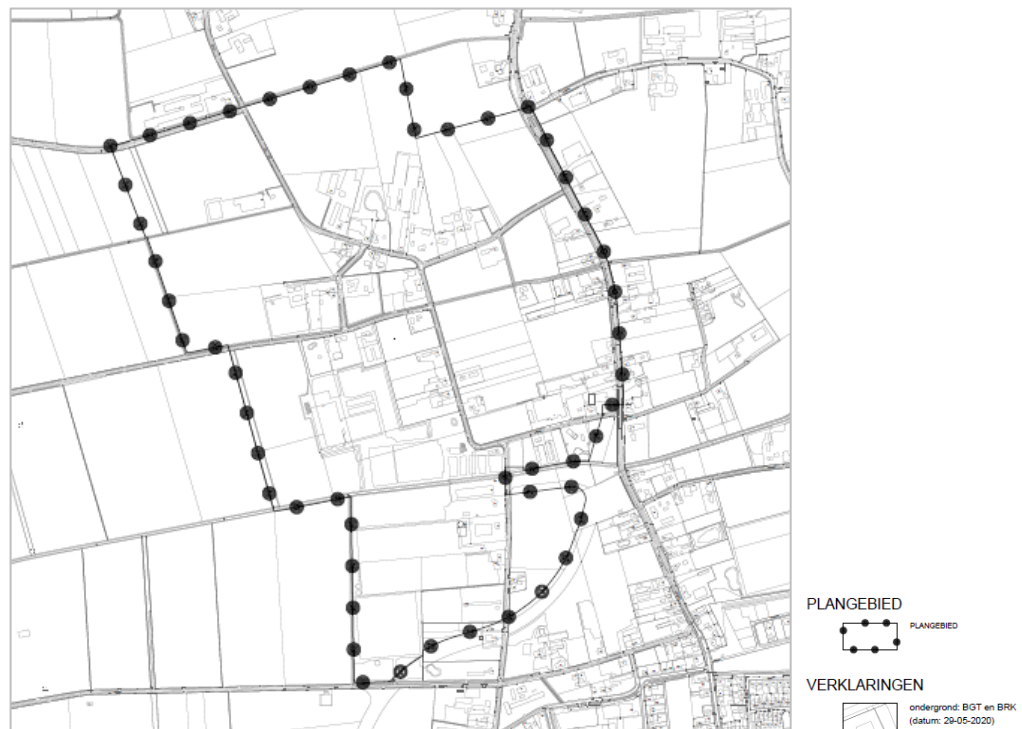 PLANGEBIED
PLANGEBIED
VERKLARINGEN
ondergrond: BGT en BRK
(datum: 29-05-2020)